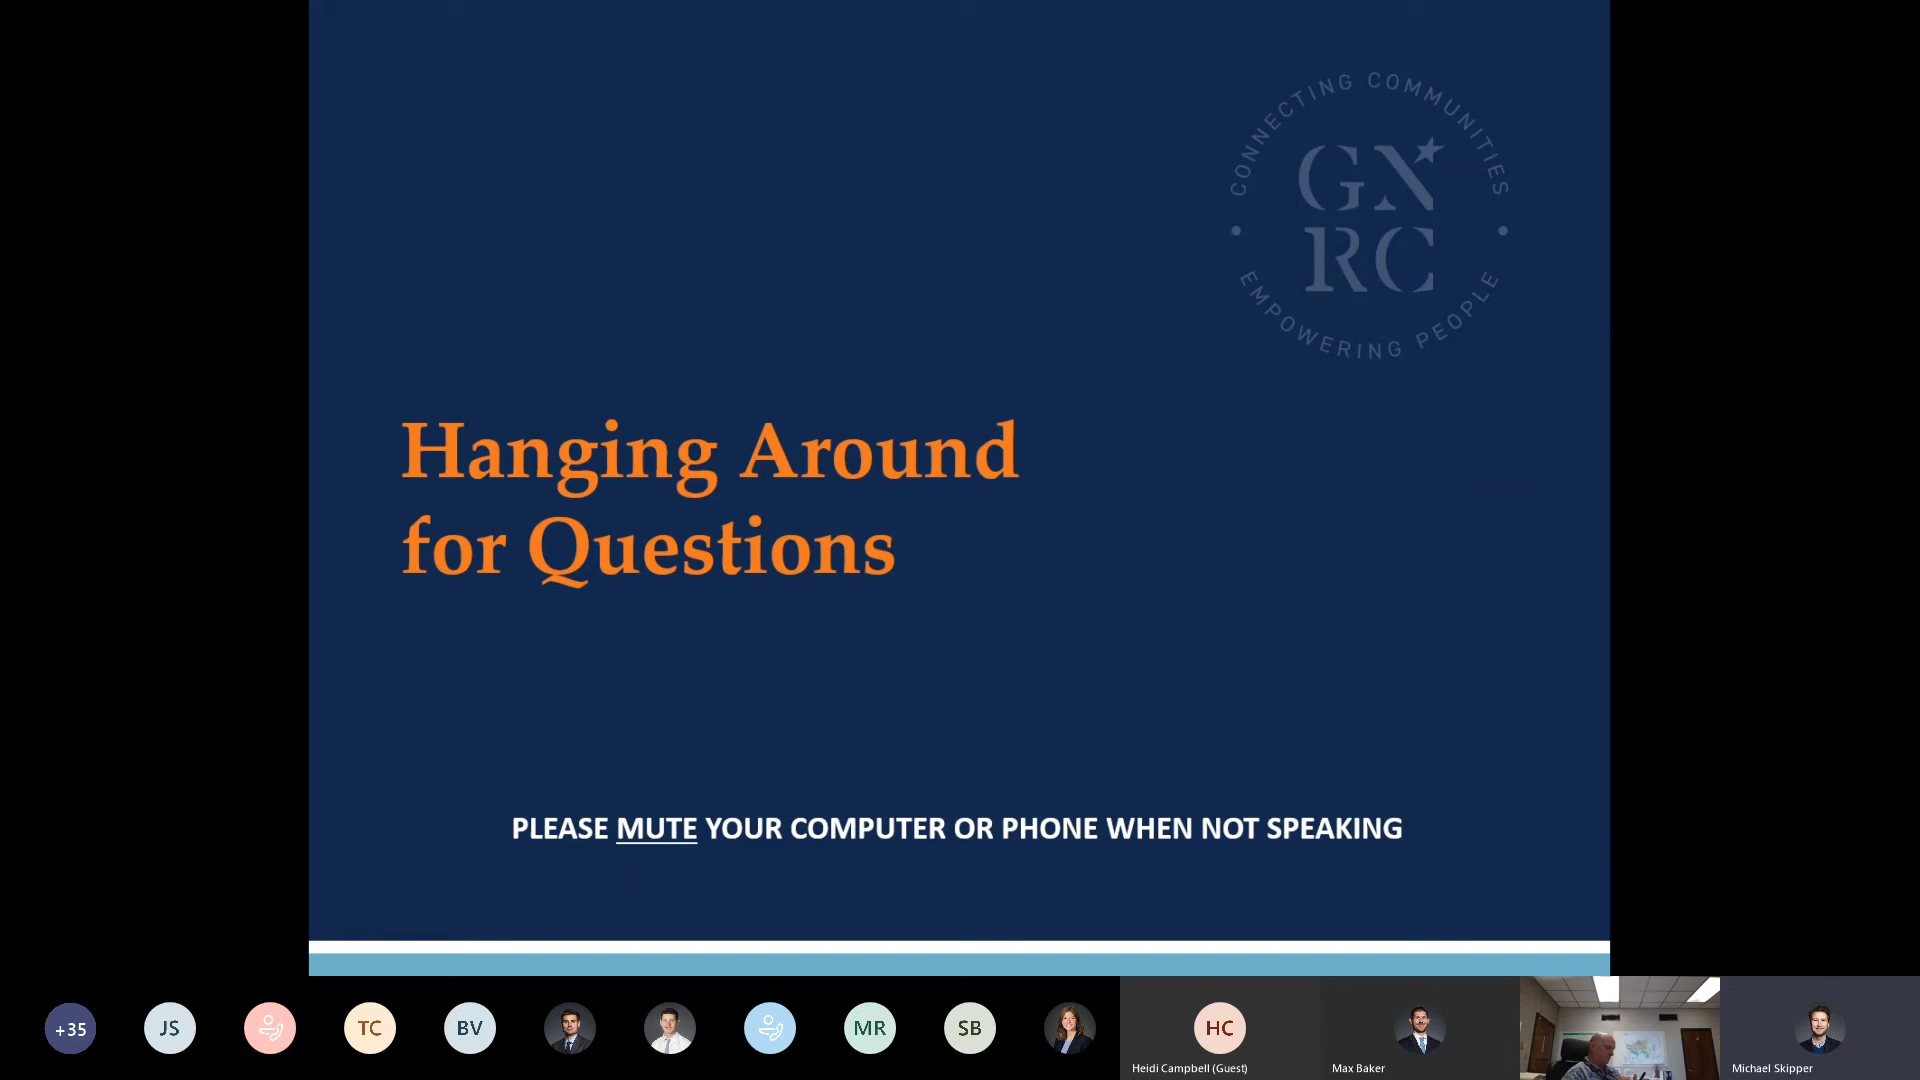 CONNECTING COMMUNITIES
GNRC
EMPOWERING PEOPLE
Hanging Around
for Questions
PLEASE MUTE YOUR COMPUTER OR PHONE WHEN NOT SPEAKING
+35
JS
TC
BV
MR
SB
HC
Heidi Campbell (Guest)
Max Baker
Michael Skipper